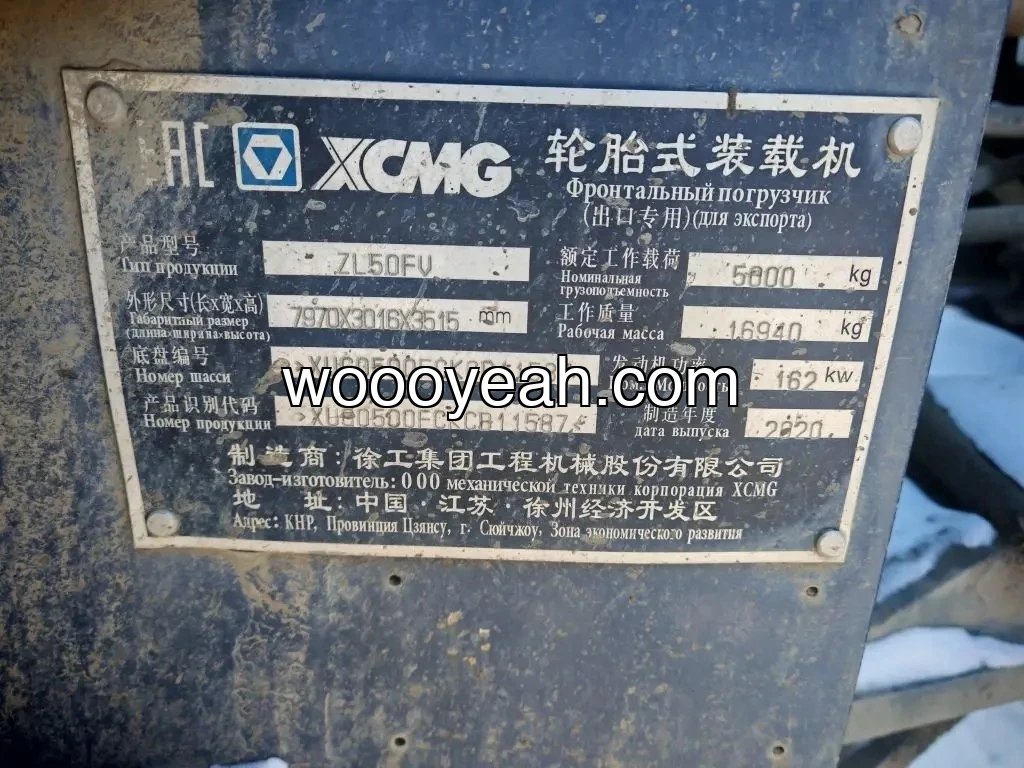 EAC XCMG 轮胎式装载机
Фронтальный погрузчик
(出口专用)(для экспорта)
产品型号
Тип продукции
ZL50FV
额定工作载荷
Номинальная
грузоподъемность
5000 kg
外形尺寸(长x宽x高)
Габаритный размер
(длина×ширина×высота)
7970X3016X3515 mm
工作质量
Рабочая масса
16940 kg
底盘编号
Номер шасси
发动机功率
162 kw
woooyeah.com
产品识别代码
Номер продукции
制造年度
дата выпуска
2020
制造商:徐工集团工程机械股份有限公司
Завод-изготовитель: ООО механической техники корпорация XCMG
地 址:中国·江苏·徐州经济开发区
Адрес: КНР, Провинция Цзянсу, г. Сюйчжоу, Зона экономического развития